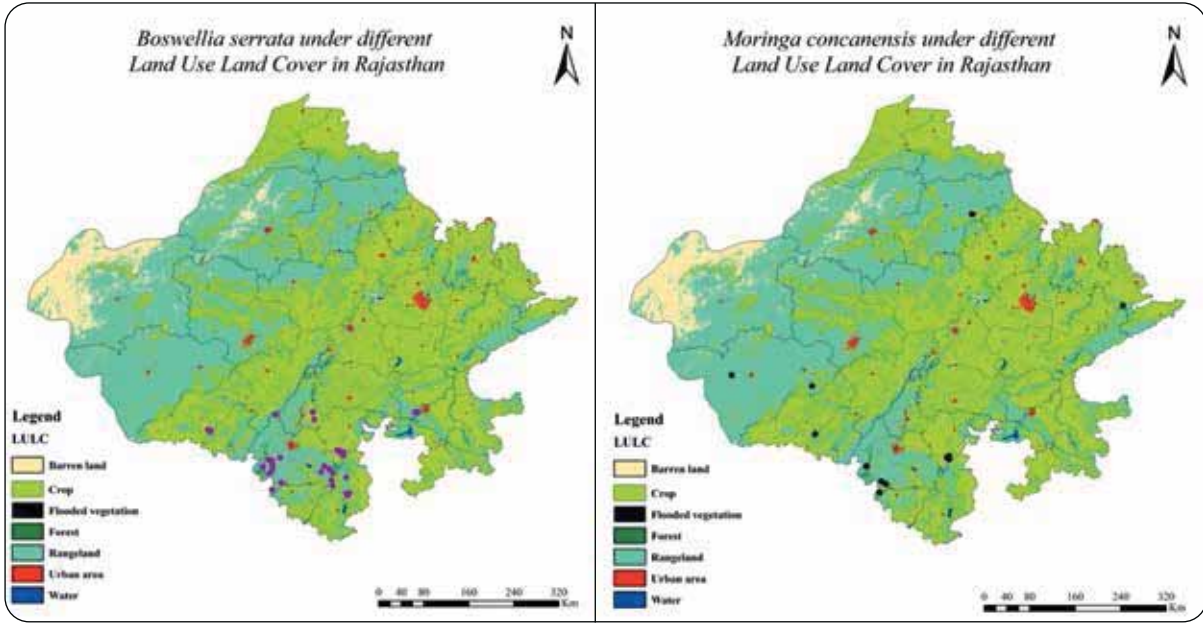 Boswellia serrata under different
Land Use Land Cover in Rajasthan
N
Legend
LULC
Barren land
Crop
Flooded vegetation
Forest
Rangeland
Urban area
Water
0 40 80 160 240 320
Km
Moringa concanensis under different
Land Use Land Cover in Rajasthan
N
Legend
LULC
Barren land
Crop
Flooded vegetation
Forest
Rangeland
Urban area
Water
0 40 80 160 240 320
Km